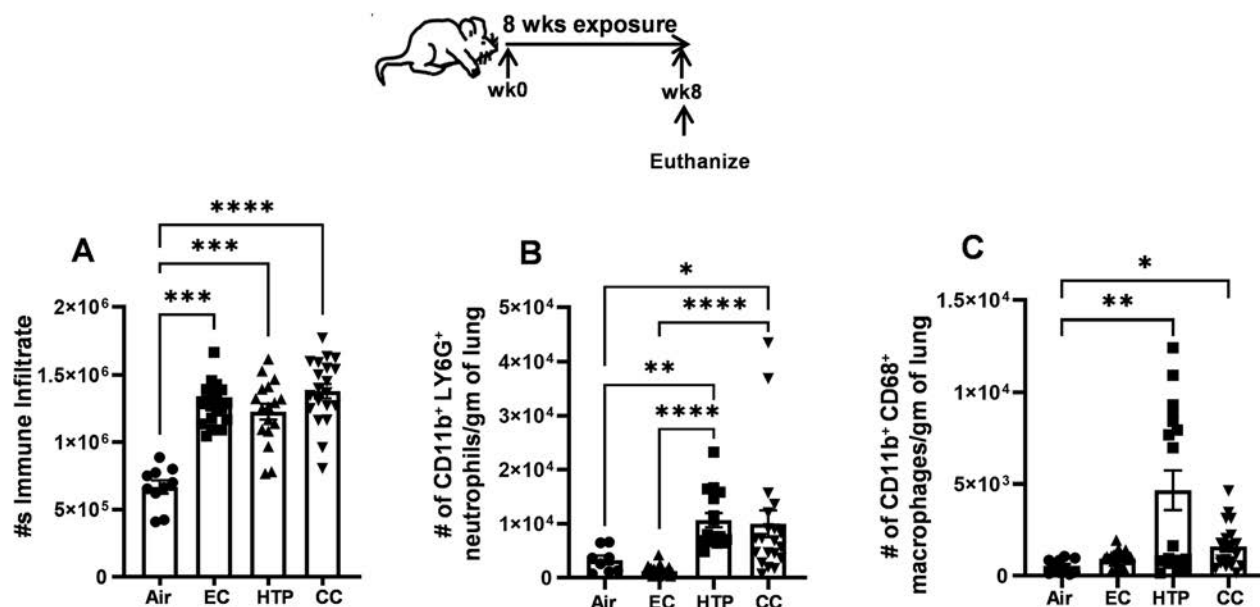 8 wks exposure
wk0
wk8
Euthanize
A
****
***
***
#s Immune Infiltrate
2×10⁶
1.5×10⁶
1×10⁶
5×10⁵
0
Air EC HTP CC
B
*
****
**
****
# of CD11b⁺ LY6G⁺
neutrophils/gm of lung
5×10⁴
4×10⁴
3×10⁴
2×10⁴
1×10⁴
0
Air EC HTP CC
C
*
**
# of CD11b⁺ CD68⁺
macrophages/gm of lung
1.5×10⁴
1×10⁴
5×10³
0
Air EC HTP CC